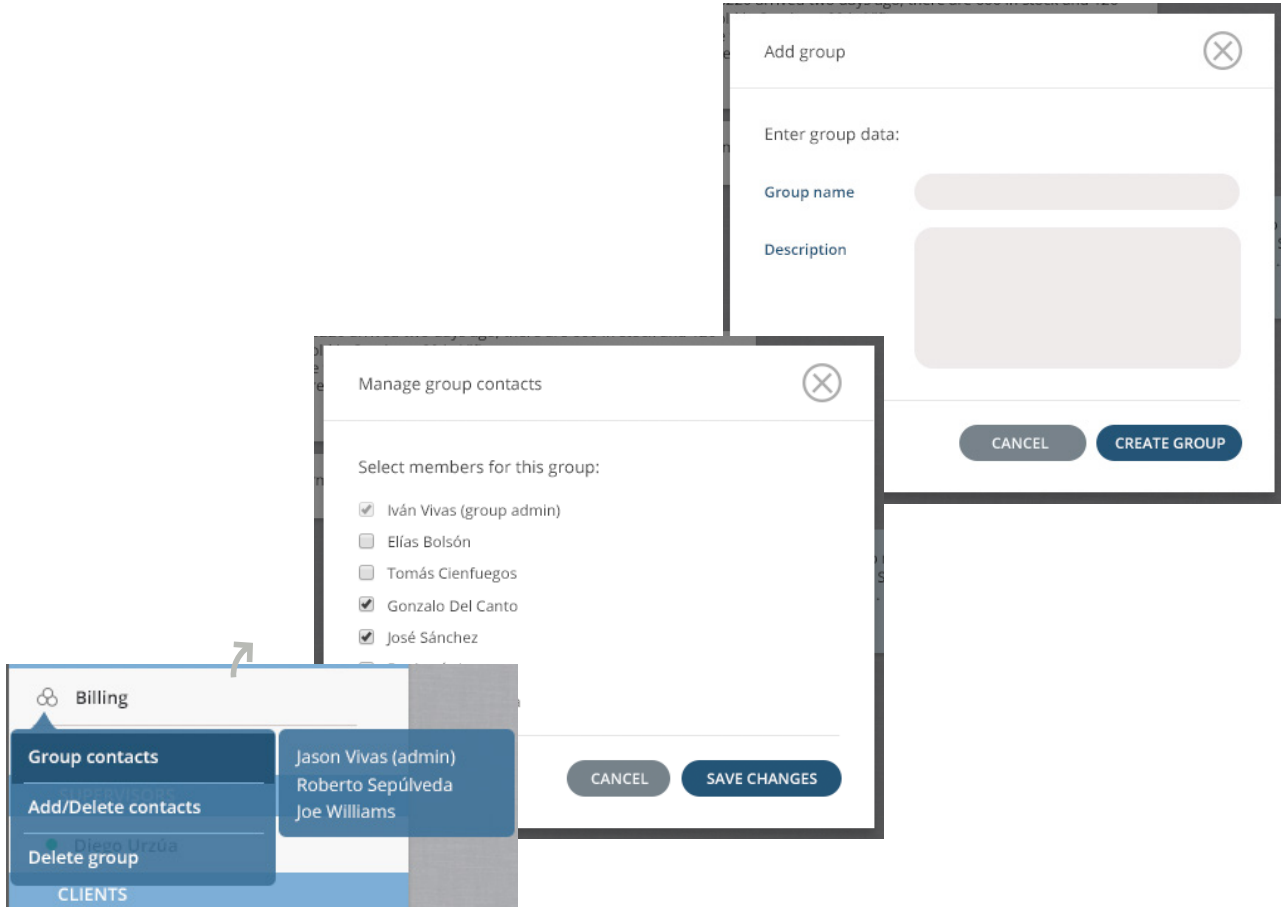 Add group
Enter group data:
Group name
Description
CANCEL CREATE GROUP
Manage group contacts
Select members for this group:
Iván Vivas (group admin)
Elías Bolsón
Tomás Cienfuegos
Gonzalo Del Canto
José Sánchez
CANCEL SAVE CHANGES
Billing
Group contacts
Add/Delete contacts
Delete group
Jason Vivas (admin)
Roberto Sepúlveda
Joe Williams
SUPERVISORS
Diego Urzúa
CLIENTS